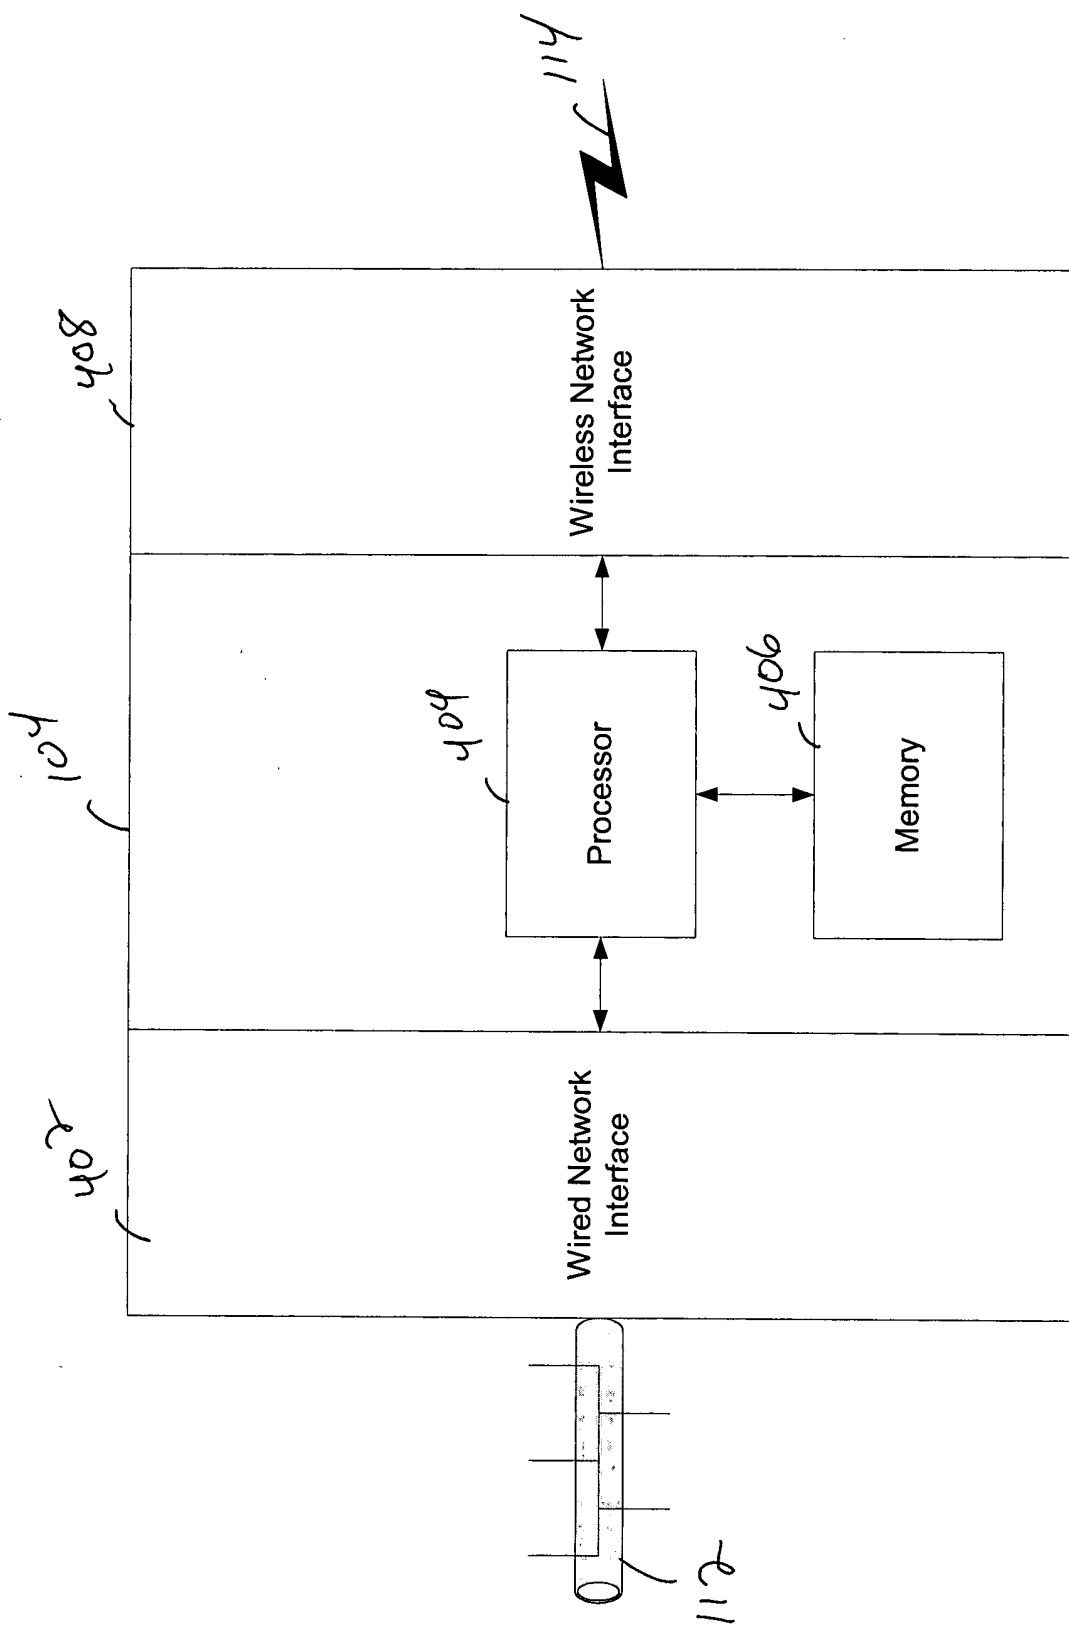 104
402
408
404
Wired Network
Interface
Processor
Wireless Network
Interface
114
406
Memory
112